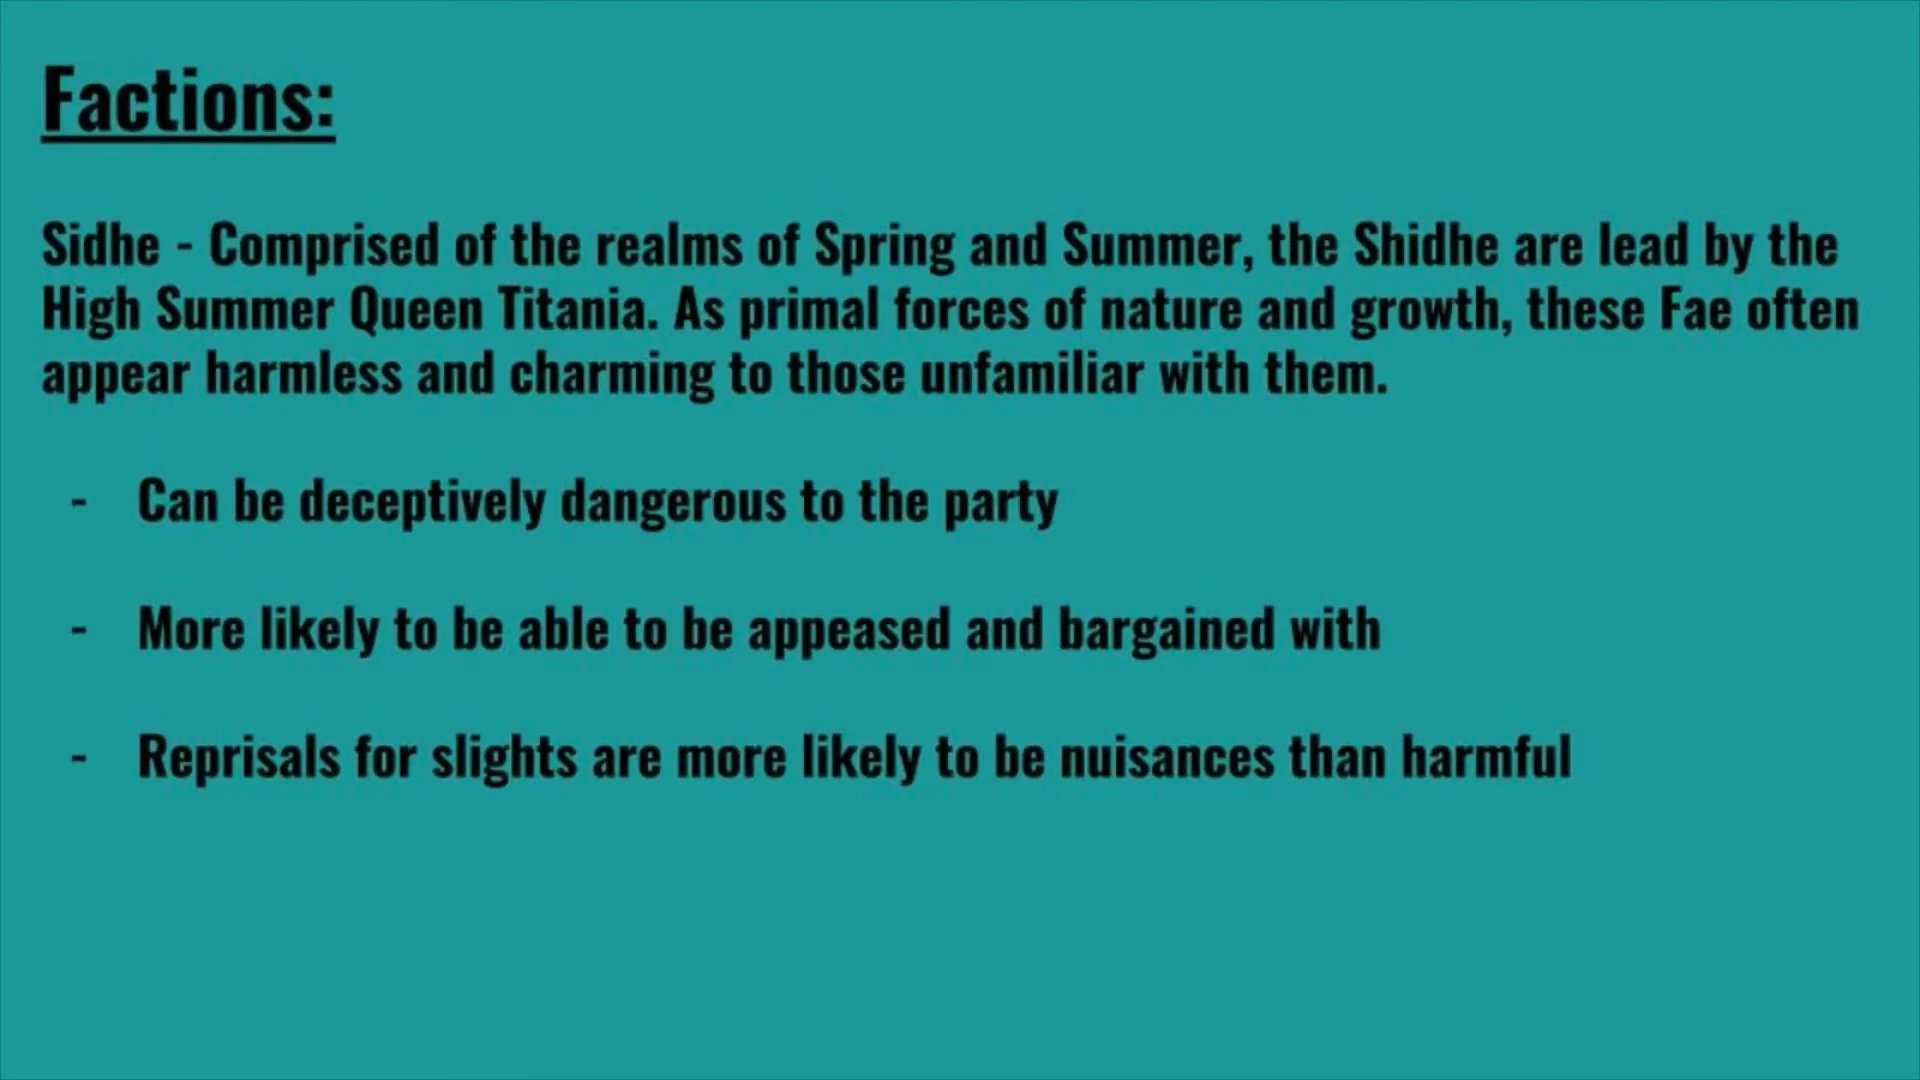 Factions:
Sidhe - Comprised of the realms of Spring and Summer, the Shidhe are lead by the
High Summer Queen Titania. As primal forces of nature and growth, these Fae often
appear harmless and charming to those unfamiliar with them.
- Can be deceptively dangerous to the party
- More likely to be able to be appeased and bargained with
- Reprisals for slights are more likely to be nuisances than harmful